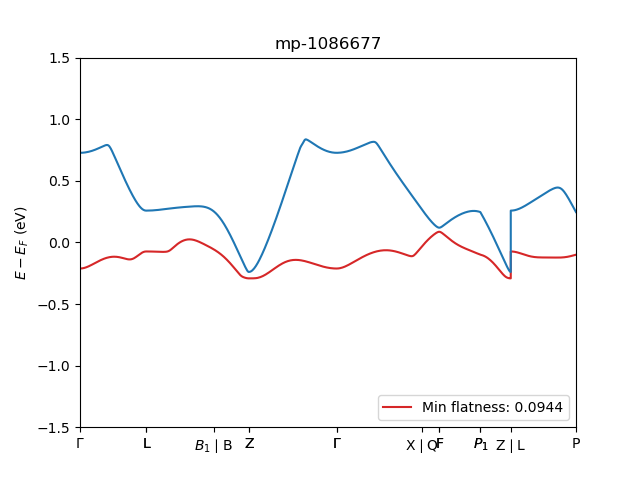 mp-1086677
E − E_F (eV)
1.5
1.0
0.5
0.0
−0.5
−1.0
−1.5
Min flatness: 0.0944
Γ L B₁ | B Z Γ X | Q F P₁ Z | L P